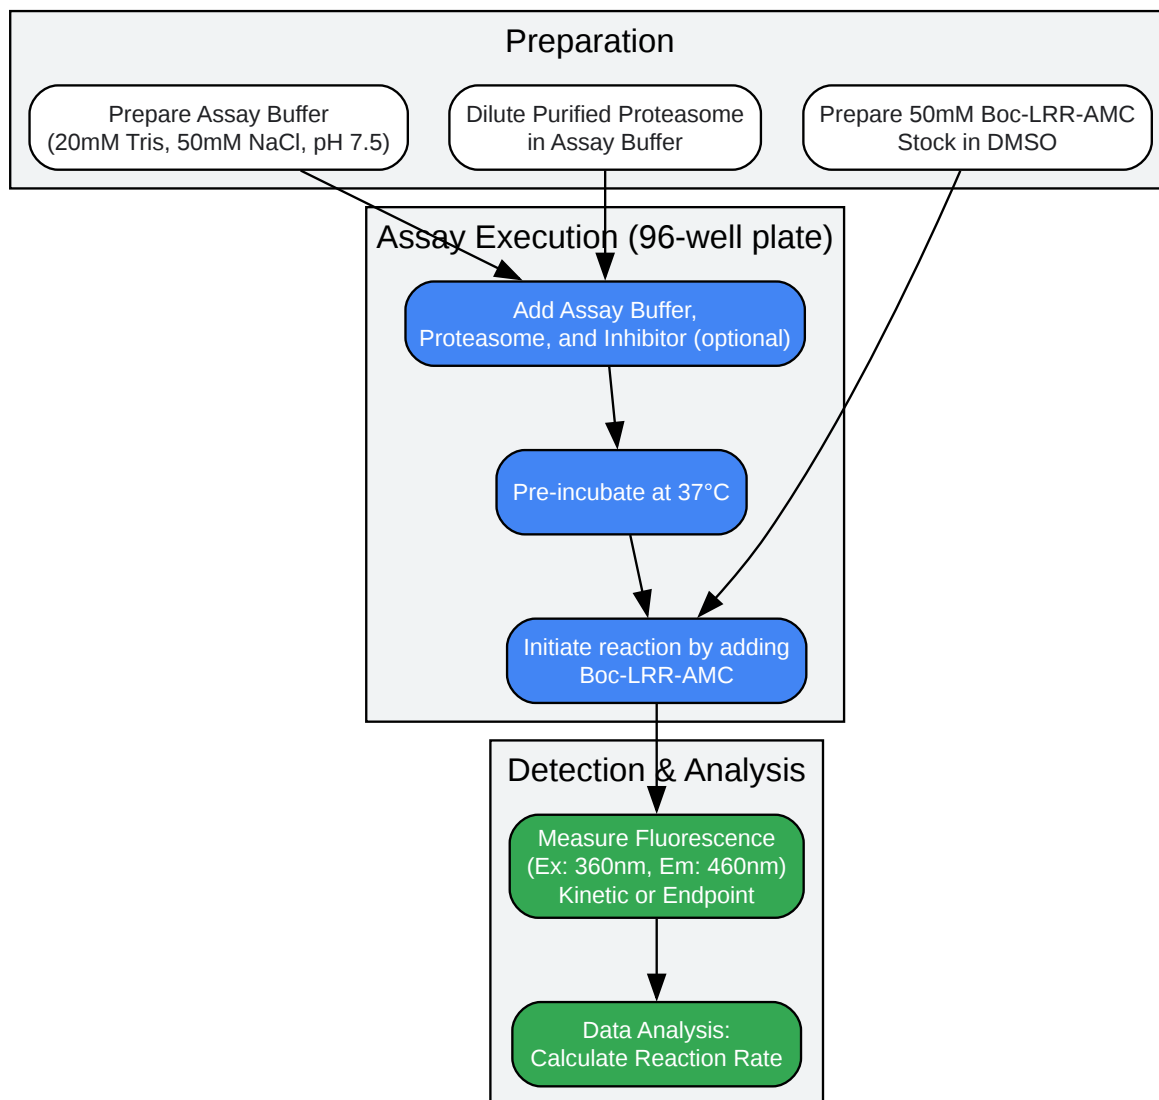 Preparation
Prepare Assay Buffer
(20mM Tris, 50mM NaCl, pH 7.5)
Dilute Purified Proteasome
in Assay Buffer
Prepare 50mM Boc-LRR-AMC
Stock in DMSO
Assay Execution (96-well plate)
Add Assay Buffer,
Proteasome, and Inhibitor (optional)
Pre-incubate at 37°C
Initiate reaction by adding
Boc-LRR-AMC
Detection & Analysis
Measure Fluorescence
(Ex: 360nm, Em: 460nm)
Kinetic or Endpoint
Data Analysis:
Calculate Reaction Rate